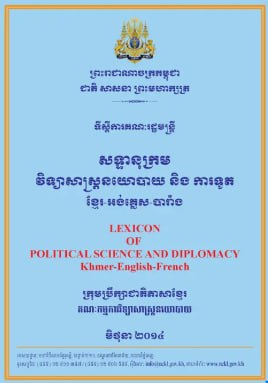 ព្រះរាជាណាចក្រកម្ពុជា
ជាតិ សាសនា ព្រះមហាក្សត្រ
ទីស្តីការគណៈរដ្ឋមន្ត្រី
សទ្ទានុក្រម
វិទ្យាសាស្ត្រនយោបាយ និង ការទូត
ខ្មែរ-អង់គ្លេស-បារាំង
LEXICON
OF
POLITICAL SCIENCE AND DIPLOMACY
Khmer-English-French
ក្រុមប្រឹក្សាជាតិភាសាខ្មែរ
គណៈកម្មការវិទ្យាសាស្ត្រនយោបាយ
មិថុនា ២០១៤